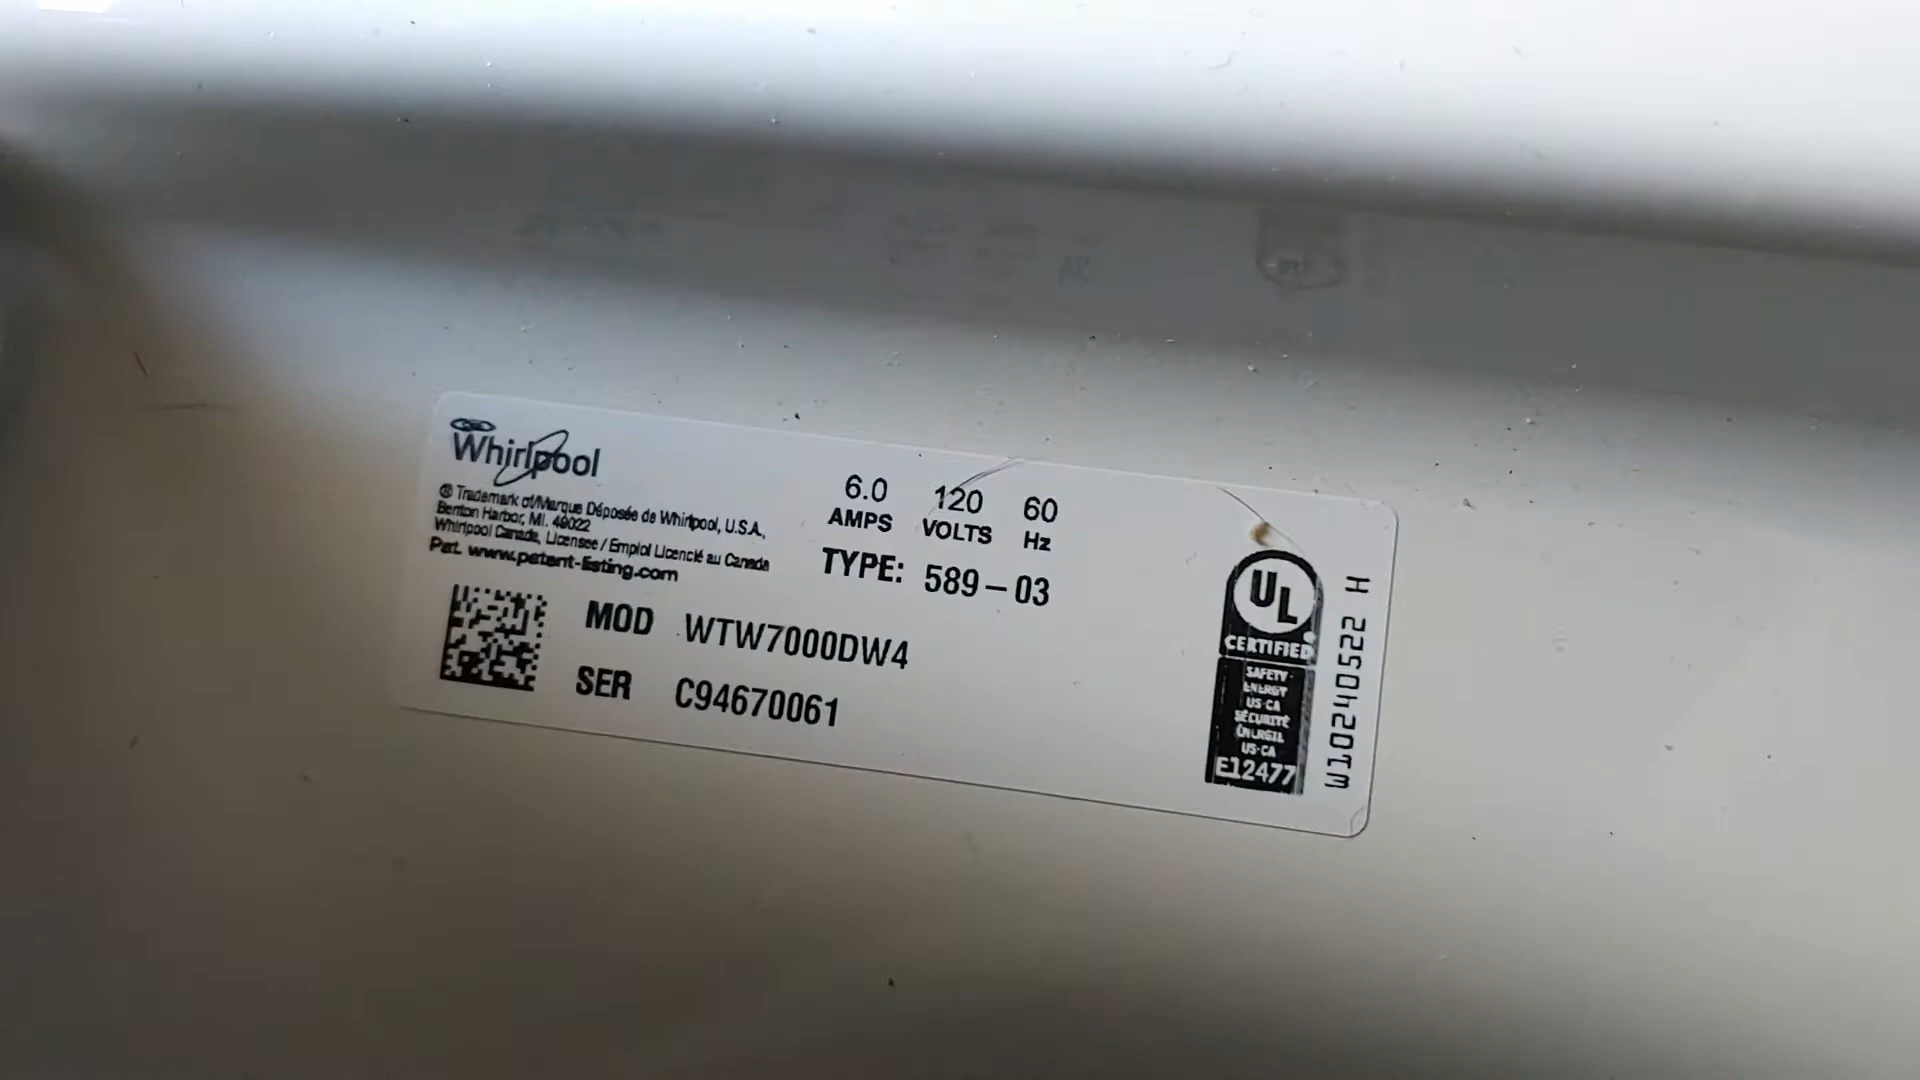 Whirlpool
® Trademark of/Marque Déposée de Whirlpool, U.S.A.,
Benton Harbor, MI. 49022
Whirlpool Canada, Licensee / Emploi Licencié au Canada
Pat. www.patent-listing.com
6.0 120 60
AMPS VOLTS Hz
TYPE: 589-03
MOD WTW7000DW4
SER C94670061
UL
CERTIFIED
SAFETY
ENERGY
US-CA
SÉCURITÉ
ÉNERGIE
US-CA
E12477
310240522 H